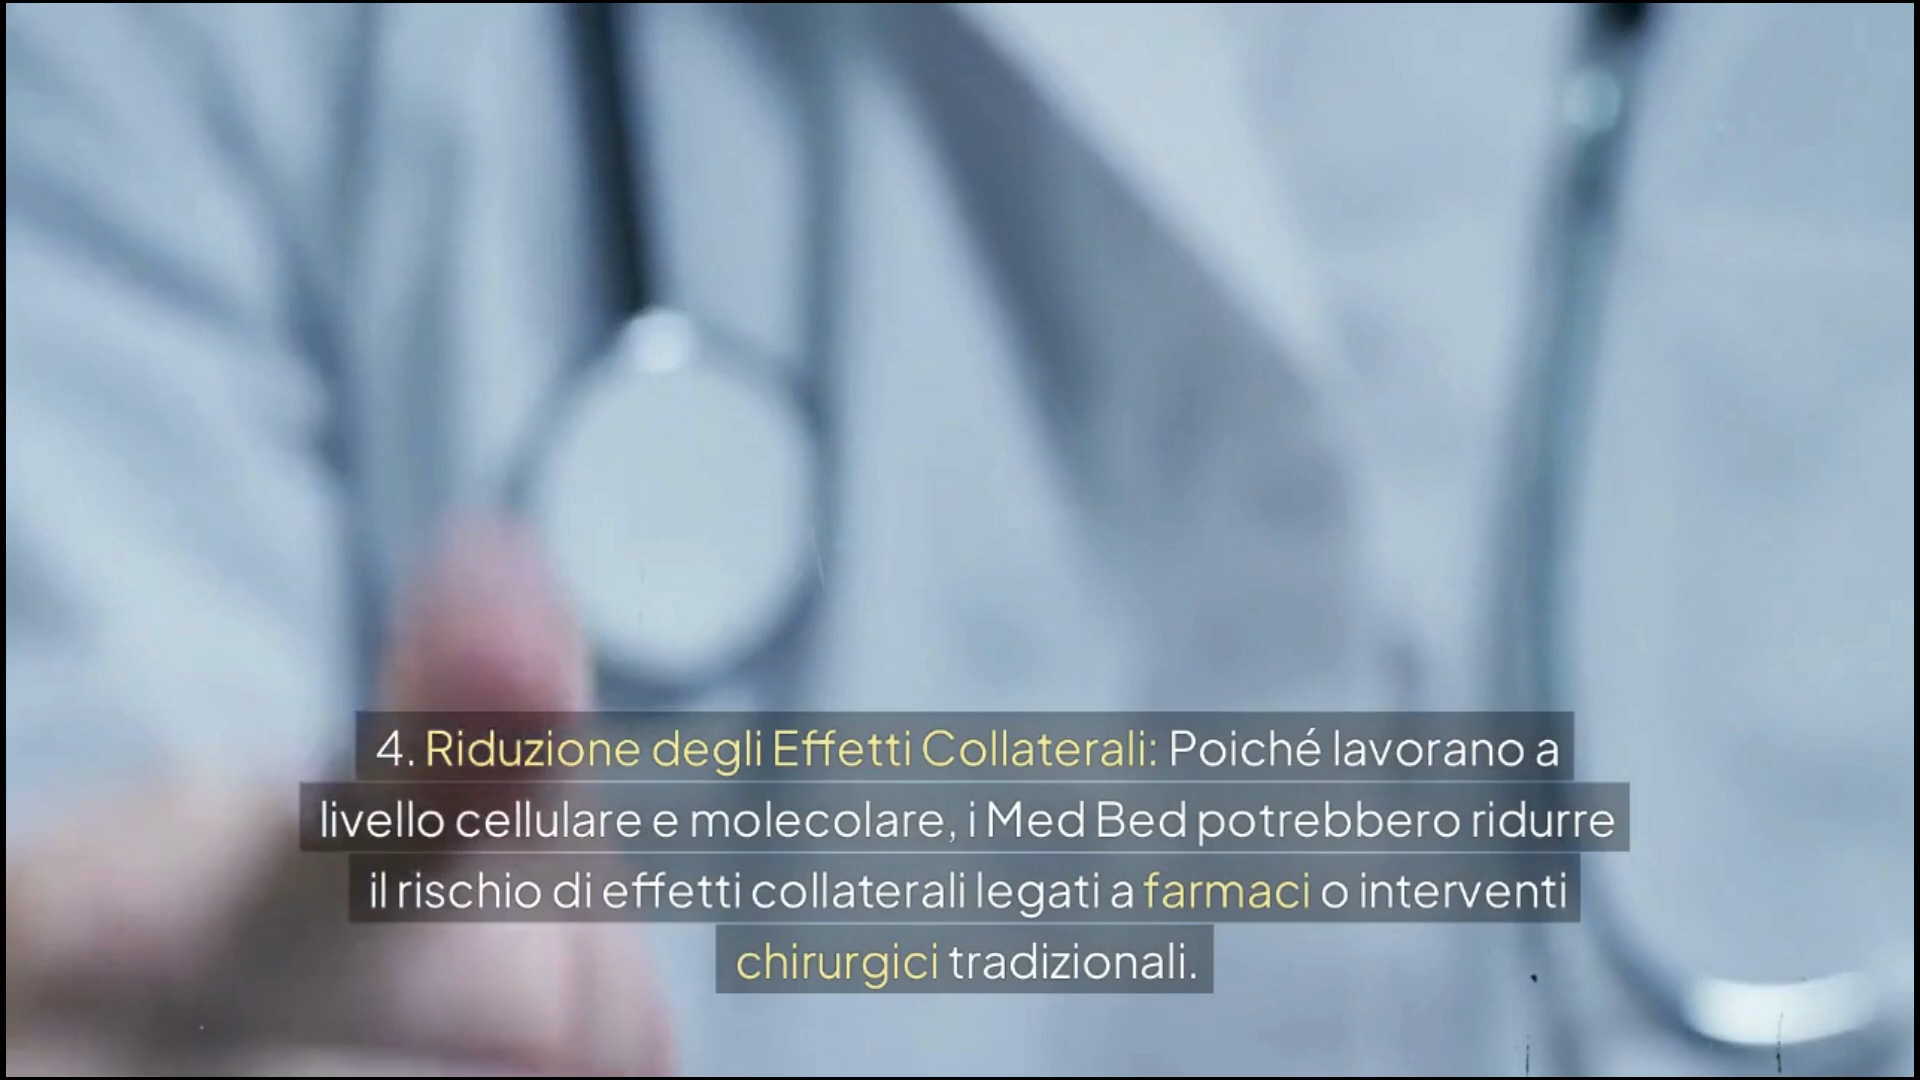 4. Riduzione degli Effetti Collaterali: Poiché lavorano a
livello cellulare e molecolare, i Med Bed potrebbero ridurre
il rischio di effetti collaterali legati a farmaci o interventi
chirurgici tradizionali.